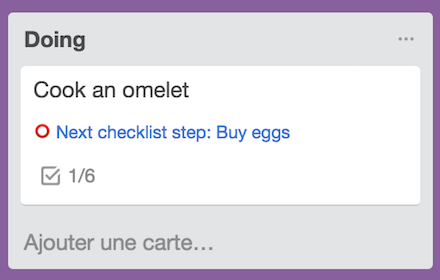 Doing
Cook an omelet
Next checklist step: Buy eggs
1/6
Ajouter une carte…